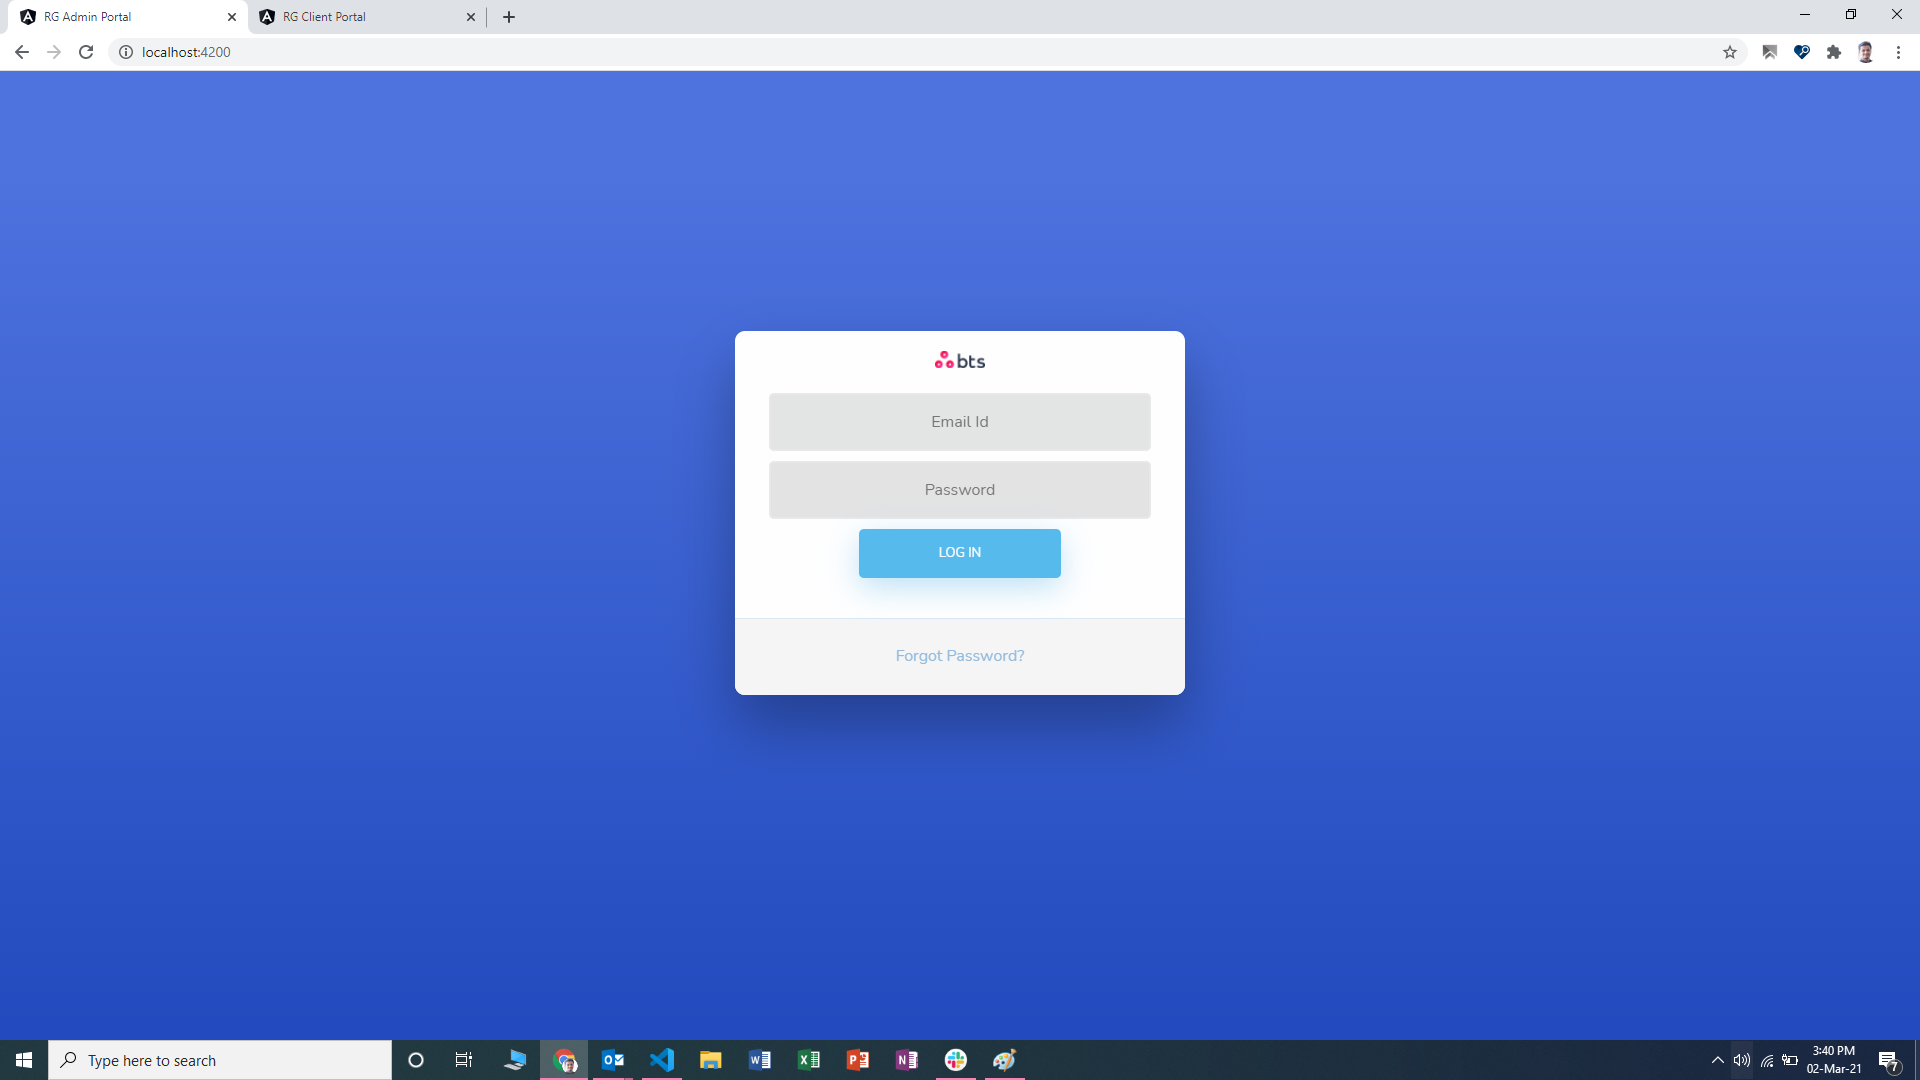 RG Admin Portal
RG Client Portal
localhost:4200
bts
Email Id
Password
LOG IN
Forgot Password?
Type here to search
3:40 PM
02-Mar-21
7